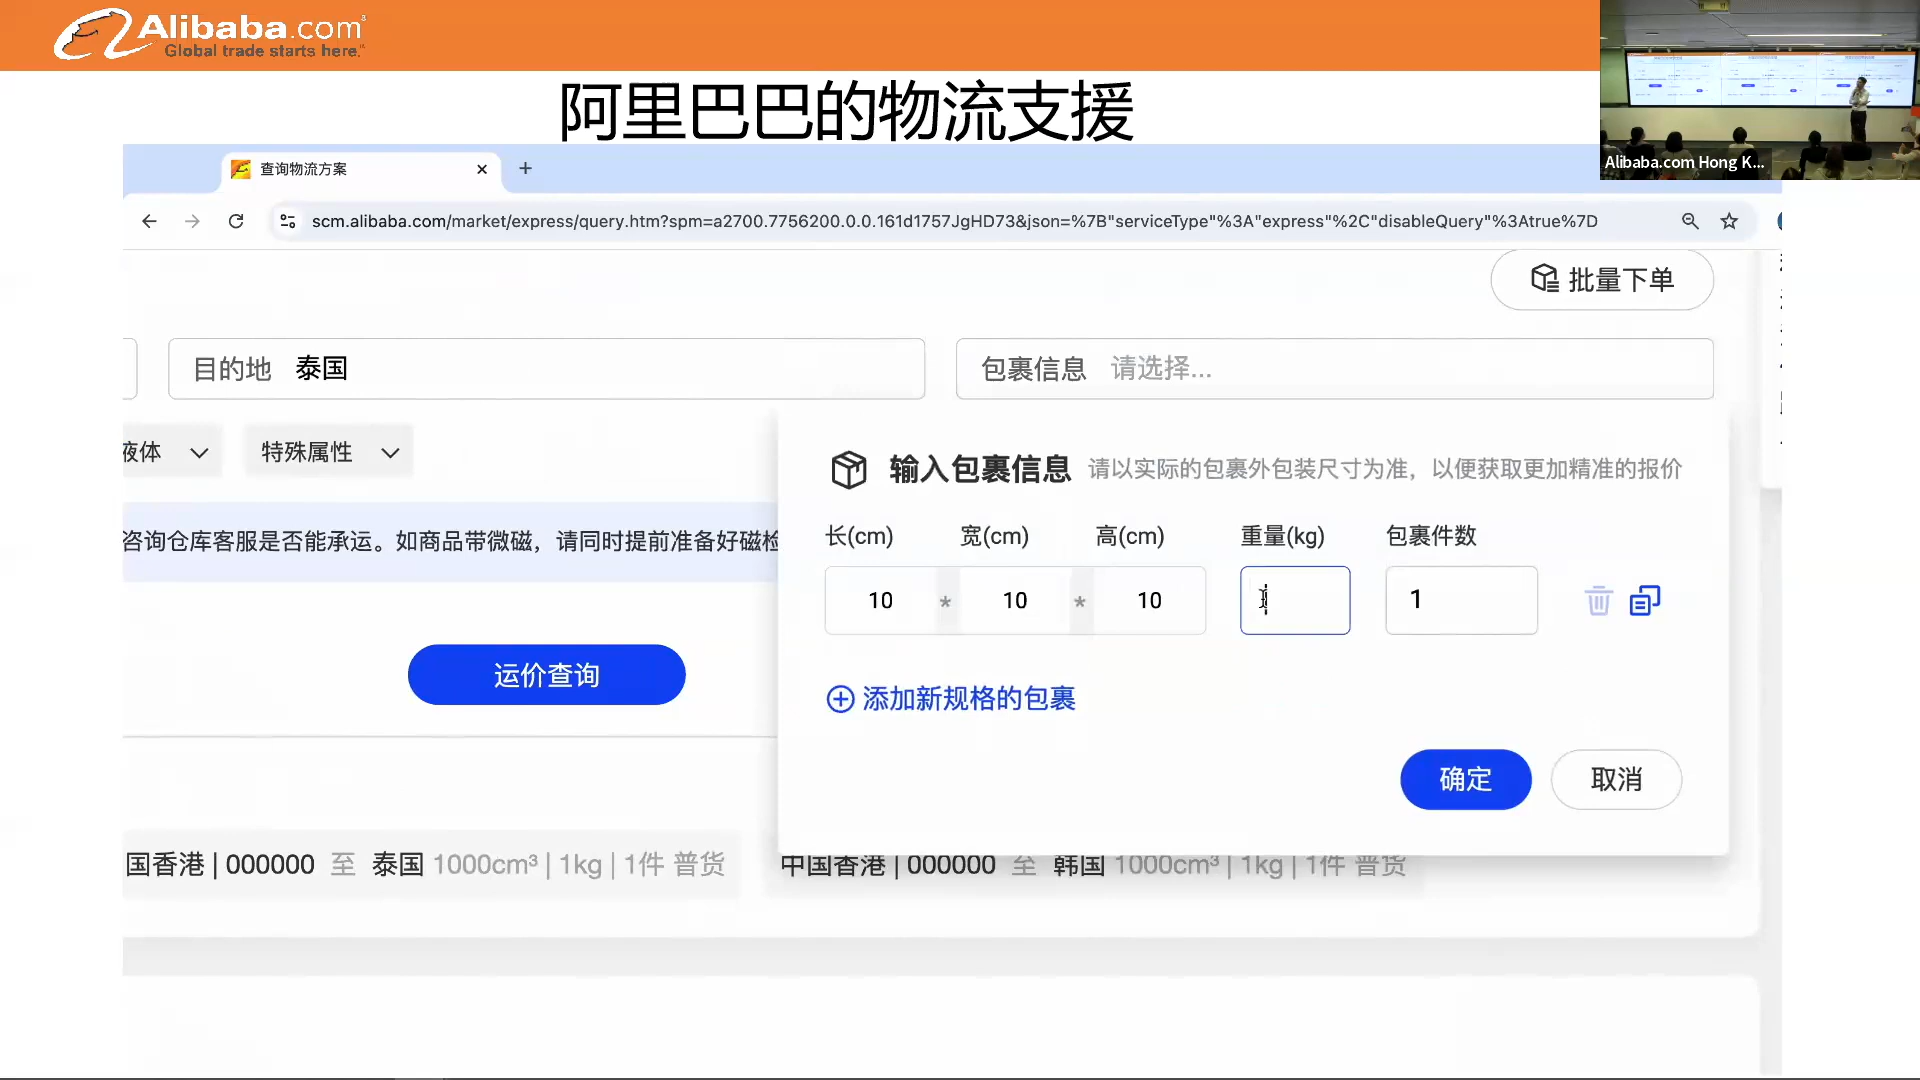 Alibaba.com
Global trade starts here.
阿里巴巴的物流支援
Alibaba.com Hong K...
查询物流方案
scm.alibaba.com/market/express/query.htm?spm=a2700.7756200.0.0.161d1757JgHD73&json=%7B"serviceType"%3A"express"%2C"disableQuery"%3Atrue%7D
批量下单
目的地 泰国
包裹信息 请选择...
液体
特殊属性
输入包裹信息 请以实际的包裹外包装尺寸为准，以便获取更加精准的报价
长(cm) 宽(cm) 高(cm) 重量(kg) 包裹件数
咨询仓库客服是否能承运。如商品带微磁，请同时提前准备好磁检
10 * 10 * 10 1
运价查询
添加新规格的包裹
确定 取消
国香港 | 000000 至 泰国 1000cm³ | 1kg | 1件 普货
中国香港 | 000000 至 韩国 1000cm³ | 1kg | 1件 普货